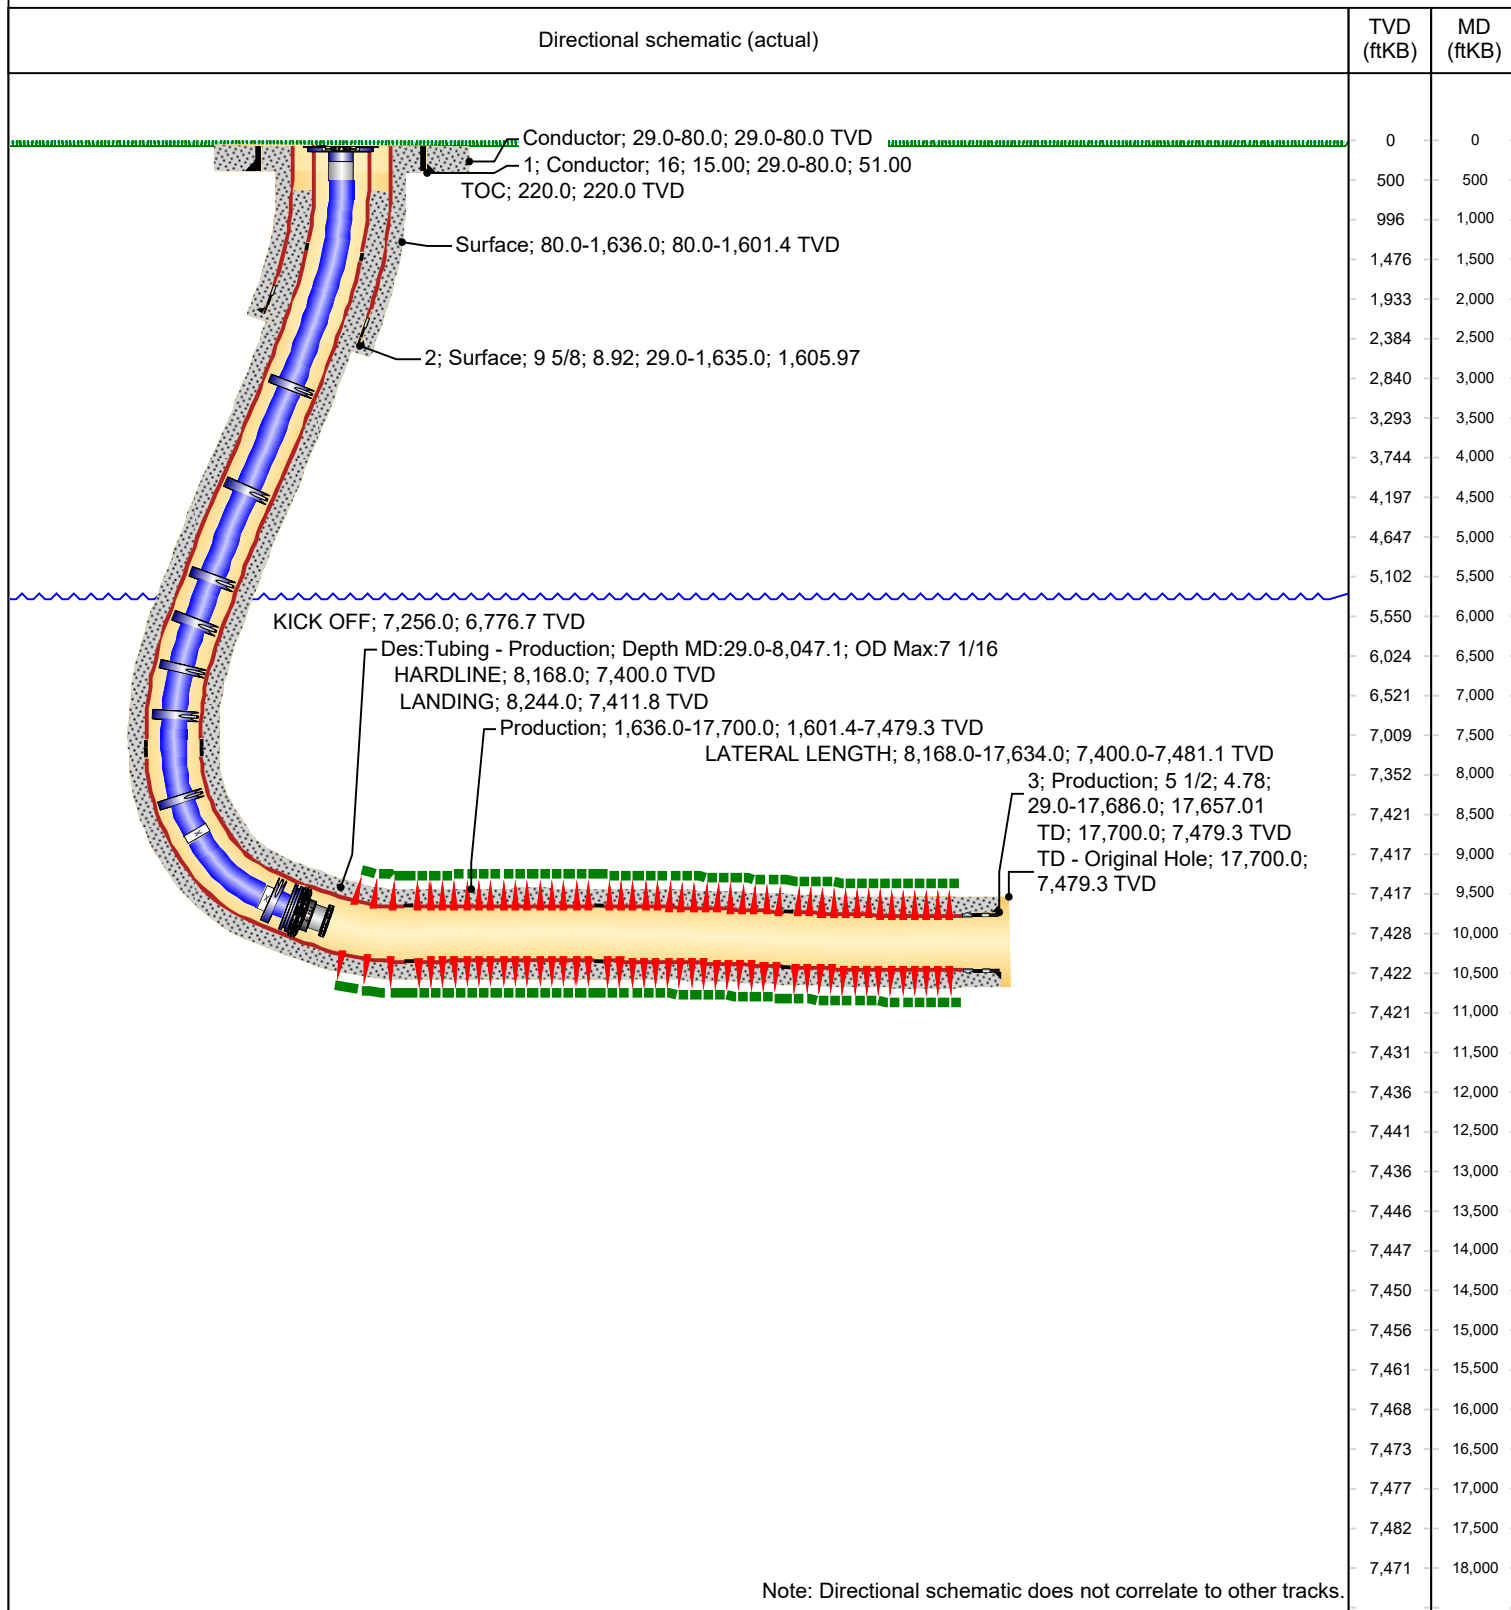 Directional schematic (actual)
TVD (ftKB)
MD (ftKB)
Conductor; 29.0-80.0; 29.0-80.0 TVD
1; Conductor; 16; 15.00; 29.0-80.0; 51.00
TOC; 220.0; 220.0 TVD
Surface; 80.0-1,636.0; 80.0-1,601.4 TVD
2; Surface; 9 5/8; 8.92; 29.0-1,635.0; 1,605.97
KICK OFF; 7,256.0; 6,776.7 TVD
Des:Tubing - Production; Depth MD:29.0-8,047.1; OD Max:7 1/16
HARDLINE; 8,168.0; 7,400.0 TVD
LANDING; 8,244.0; 7,411.8 TVD
Production; 1,636.0-17,700.0; 1,601.4-7,479.3 TVD
LATERAL LENGTH; 8,168.0-17,634.0; 7,400.0-7,481.1 TVD
3; Production; 5 1/2; 4.78;
29.0-17,686.0; 17,657.01
TD; 17,700.0; 7,479.3 TVD
TD - Original Hole; 17,700.0;
7,479.3 TVD
0 0
500 500
996 1,000
1,476 1,500
1,933 2,000
2,384 2,500
2,840 3,000
3,293 3,500
3,744 4,000
4,197 4,500
4,647 5,000
5,102 5,500
5,550 6,000
6,024 6,500
6,521 7,000
7,009 7,500
7,352 8,000
7,421 8,500
7,417 9,000
7,417 9,500
7,428 10,000
7,422 10,500
7,421 11,000
7,431 11,500
7,436 12,000
7,441 12,500
7,436 13,000
7,446 13,500
7,447 14,000
7,450 14,500
7,456 15,000
7,461 15,500
7,468 16,000
7,473 16,500
7,477 17,000
7,482 17,500
7,471 18,000
Note: Directional schematic does not correlate to other tracks.